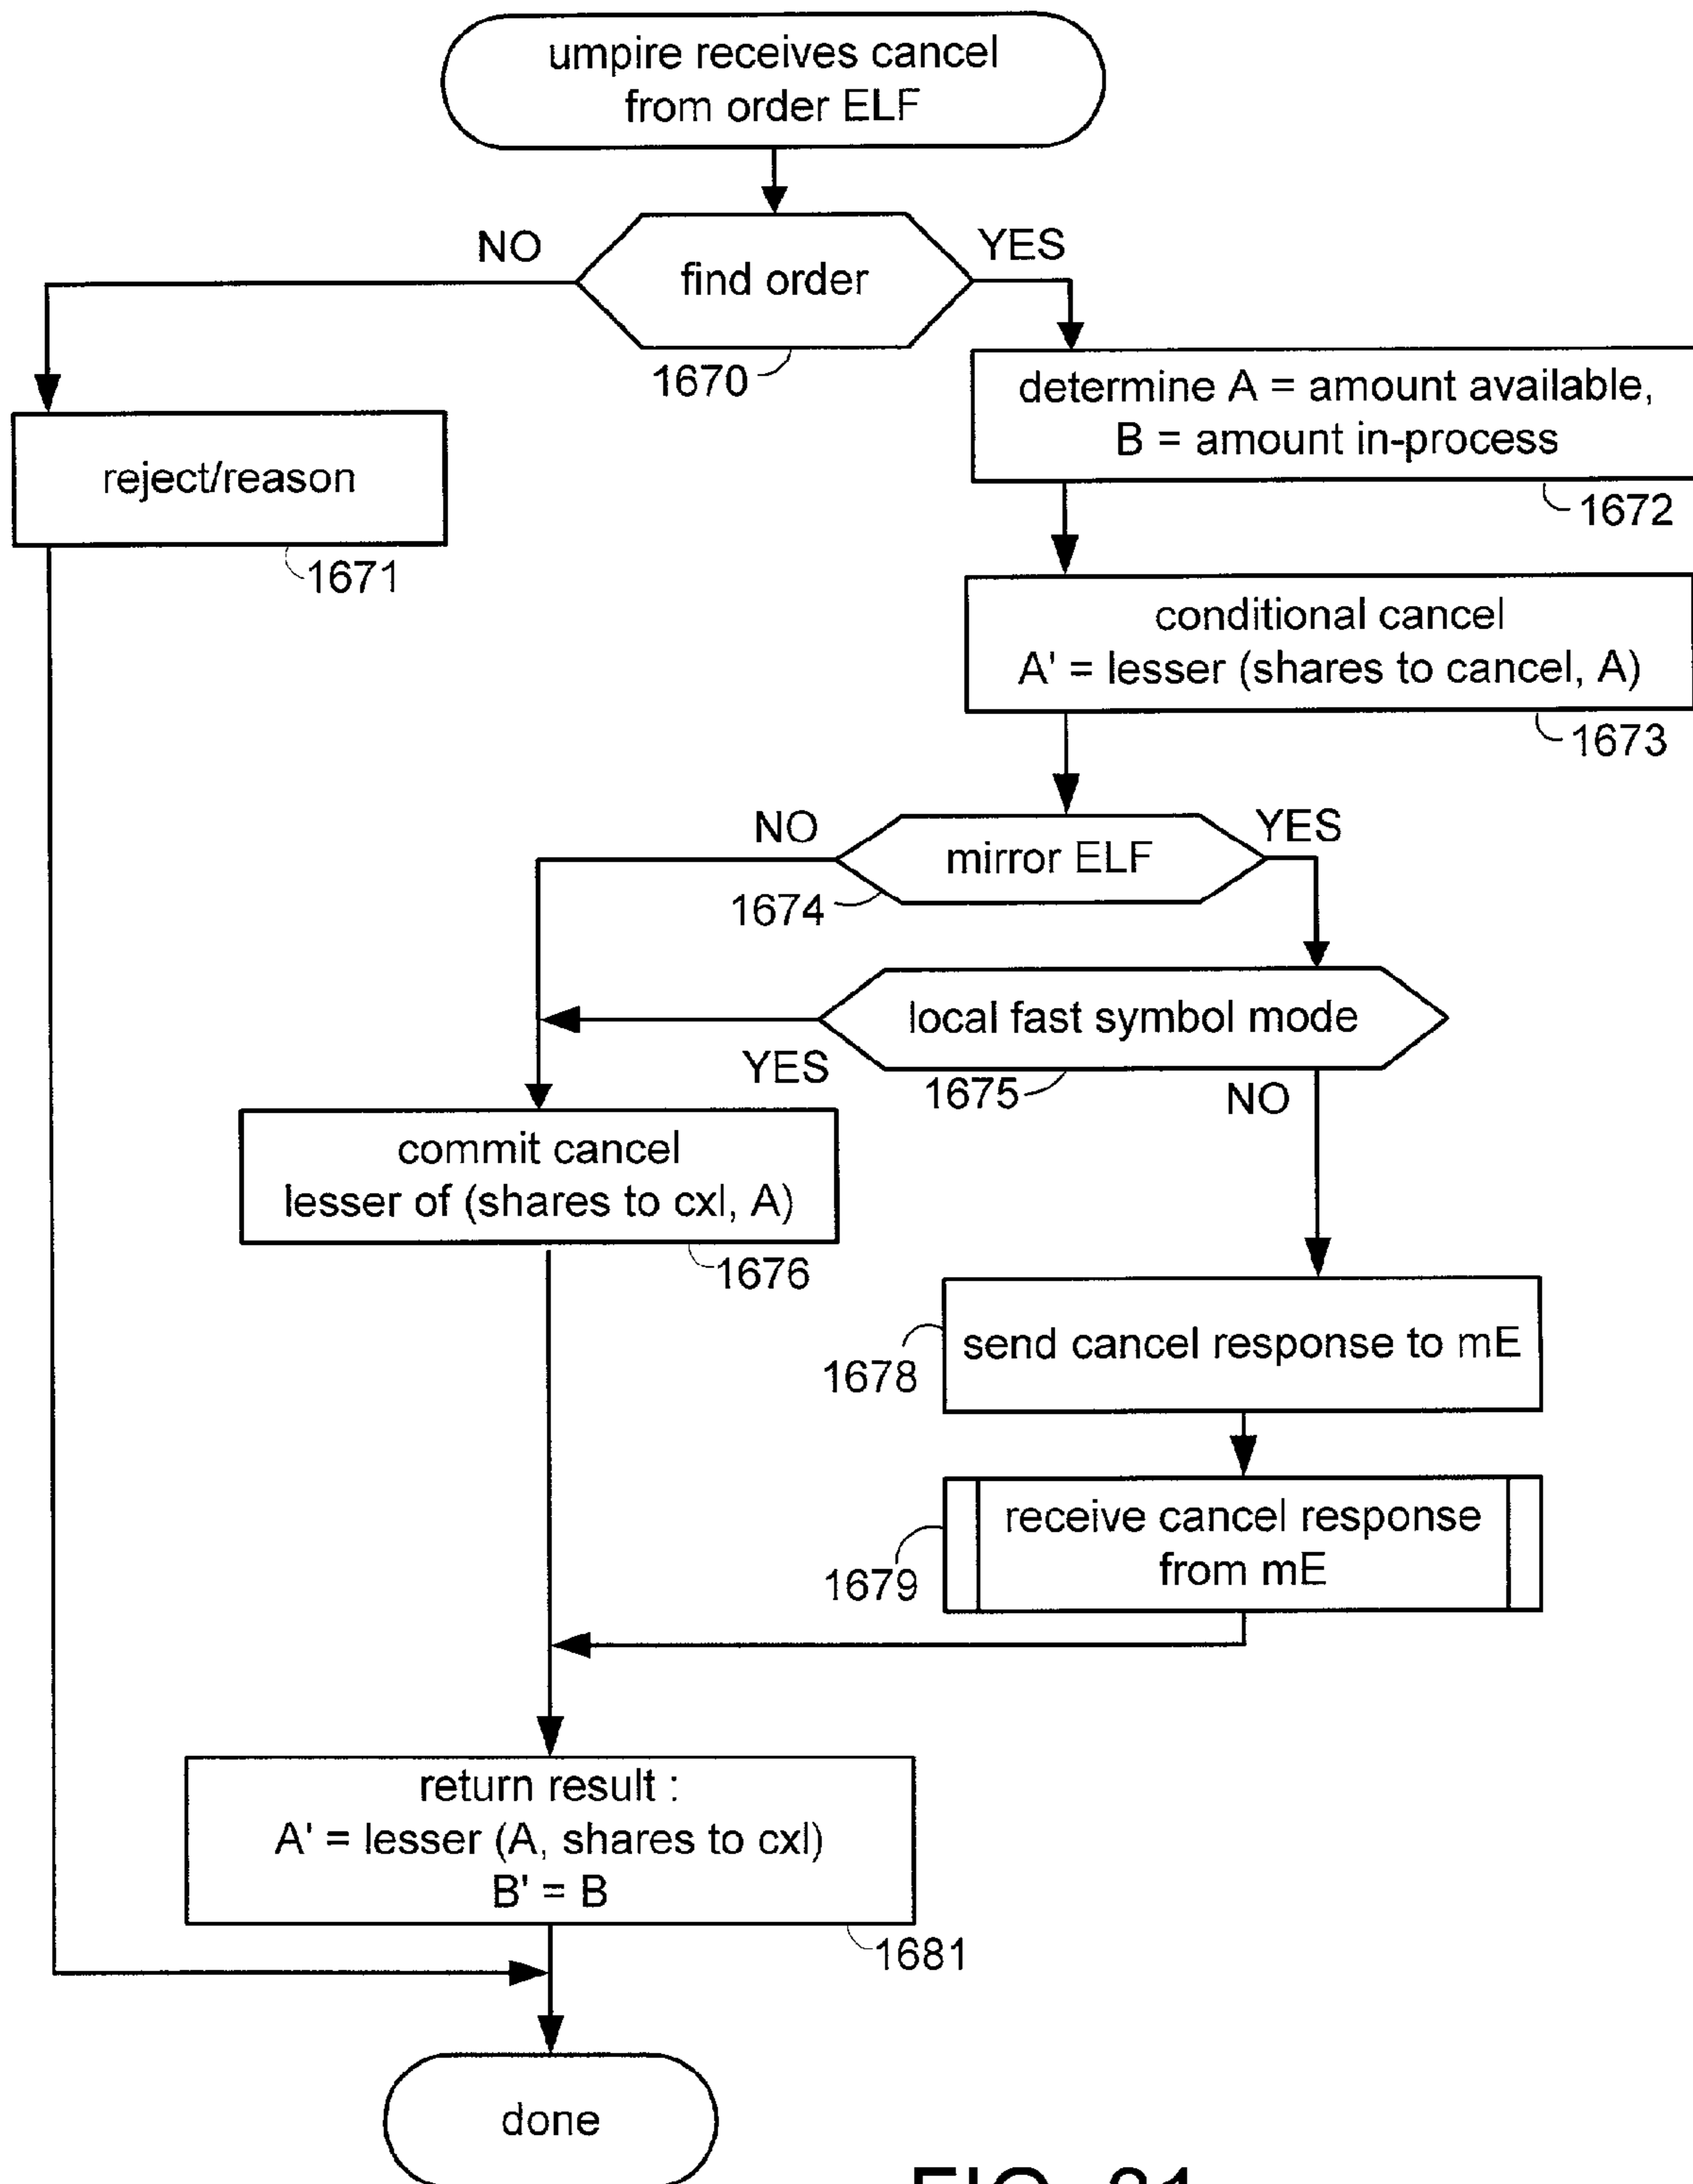 umpire receives cancel
from order ELF
NO
YES
find order
1670
determine A = amount available,
B = amount in-process
1672
reject/reason
1671
conditional cancel
A' = lesser (shares to cancel, A)
1673
NO
YES
mirror ELF
1674
local fast symbol mode
YES
1675
NO
commit cancel
lesser of (shares to cxl, A)
1676
send cancel response to mE
1678
receive cancel response
from mE
1679
return result :
A' = lesser (A, shares to cxl)
B' = B
1681
done